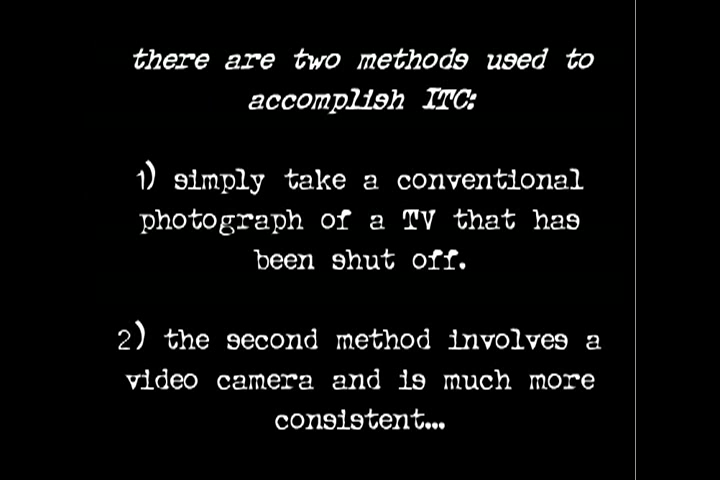 there are two methods used to
accomplish ITC:
1) simply take a conventional
photograph of a TV that has
been shut off.
2) the second method involves a
video camera and is much more
consistent...